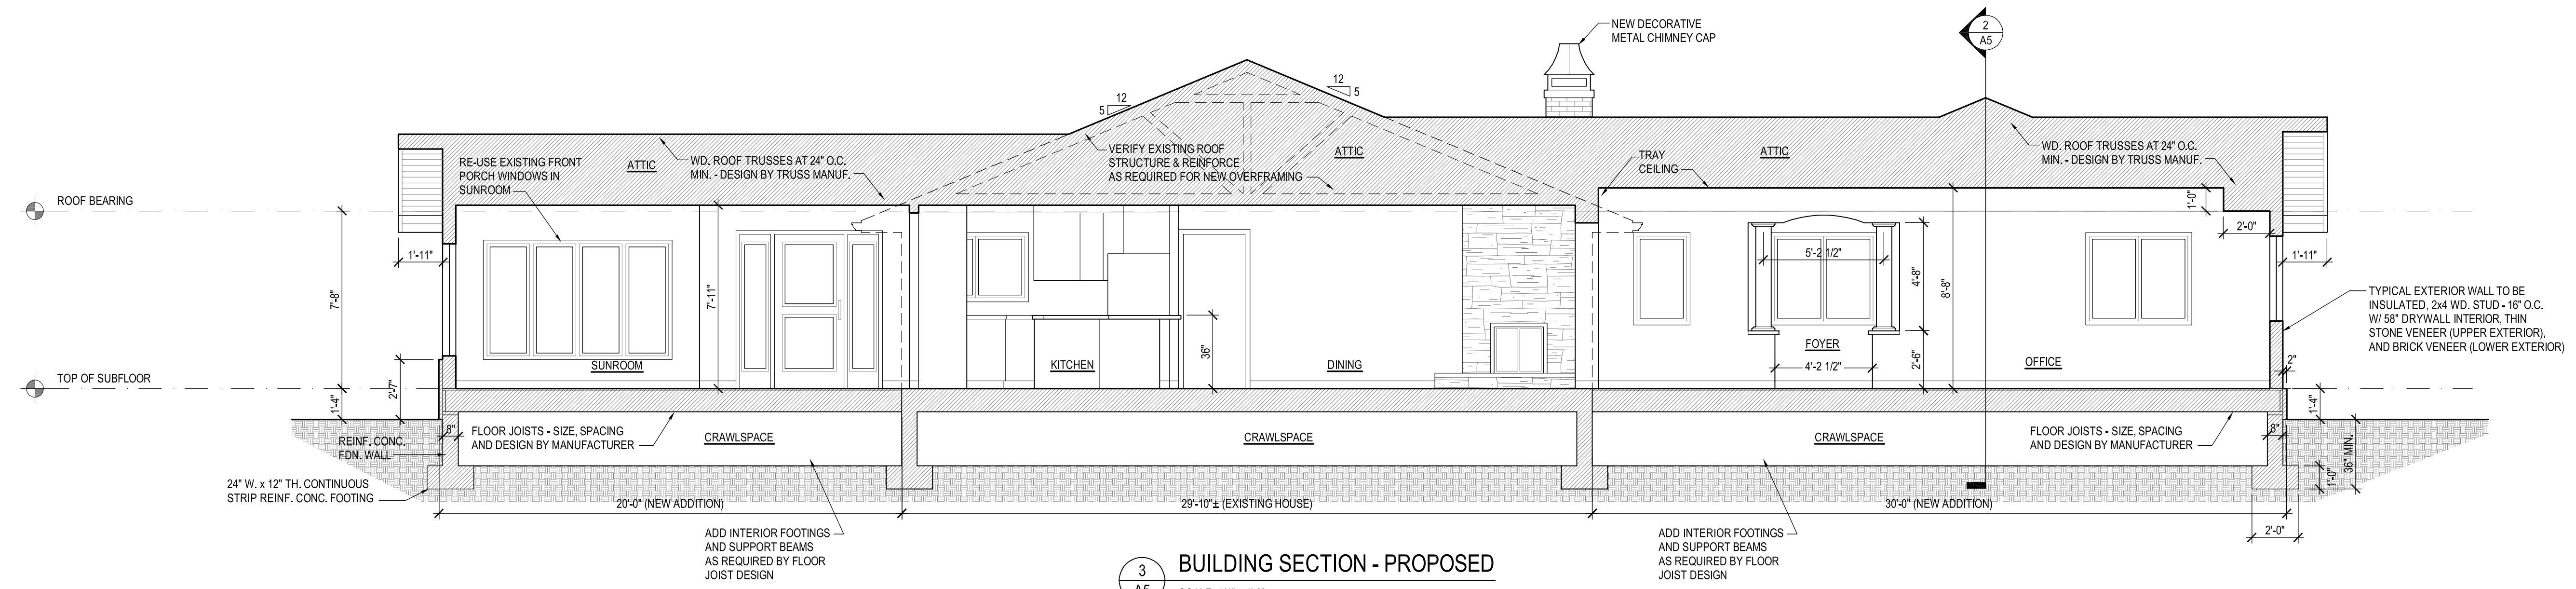 NEW DECORATIVE
METAL CHIMNEY CAP
2
A5
12
5
12
5
RE-USE EXISTING FRONT
PORCH WINDOWS IN
SUNROOM
ATTIC
WD. ROOF TRUSSES AT 24" O.C.
MIN. - DESIGN BY TRUSS MANUF.
VERIFY EXISTING ROOF
STRUCTURE & REINFORCE
AS REQUIRED FOR NEW OVERFRAMING
ATTIC
TRAY
CEILING
ATTIC
WD. ROOF TRUSSES AT 24" O.C.
MIN. - DESIGN BY TRUSS MANUF.
ROOF BEARING
1'-0"
2'-0"
1'-11"
7'-8"
7'-11"
5'-2 1/2"
4'-8"
8'-8"
1'-11"
TYPICAL EXTERIOR WALL TO BE
INSULATED, 2x4 WD. STUD - 16" O.C.
W/ 58" DRYWALL INTERIOR, THIN
STONE VENEER (UPPER EXTERIOR),
AND BRICK VENEER (LOWER EXTERIOR)
36"
SUNROOM
KITCHEN
DINING
FOYER
4'-2 1/2"
2'-6"
OFFICE
2"
TOP OF SUBFLOOR
2'-7"
1'-4"
1'-4"
REINF. CONC.
FDN. WALL
8"
FLOOR JOISTS - SIZE, SPACING
AND DESIGN BY MANUFACTURER
CRAWLSPACE
CRAWLSPACE
CRAWLSPACE
FLOOR JOISTS - SIZE, SPACING
AND DESIGN BY MANUFACTURER
8"
36" MIN.
1'-0"
24" W. x 12" TH. CONTINUOUS
STRIP REINF. CONC. FOOTING
20'-0" (NEW ADDITION)
29'-10"± (EXISTING HOUSE)
30'-0" (NEW ADDITION)
2'-0"
ADD INTERIOR FOOTINGS
AND SUPPORT BEAMS
AS REQUIRED BY FLOOR
JOIST DESIGN
ADD INTERIOR FOOTINGS
AND SUPPORT BEAMS
AS REQUIRED BY FLOOR
JOIST DESIGN
3
A5
BUILDING SECTION - PROPOSED